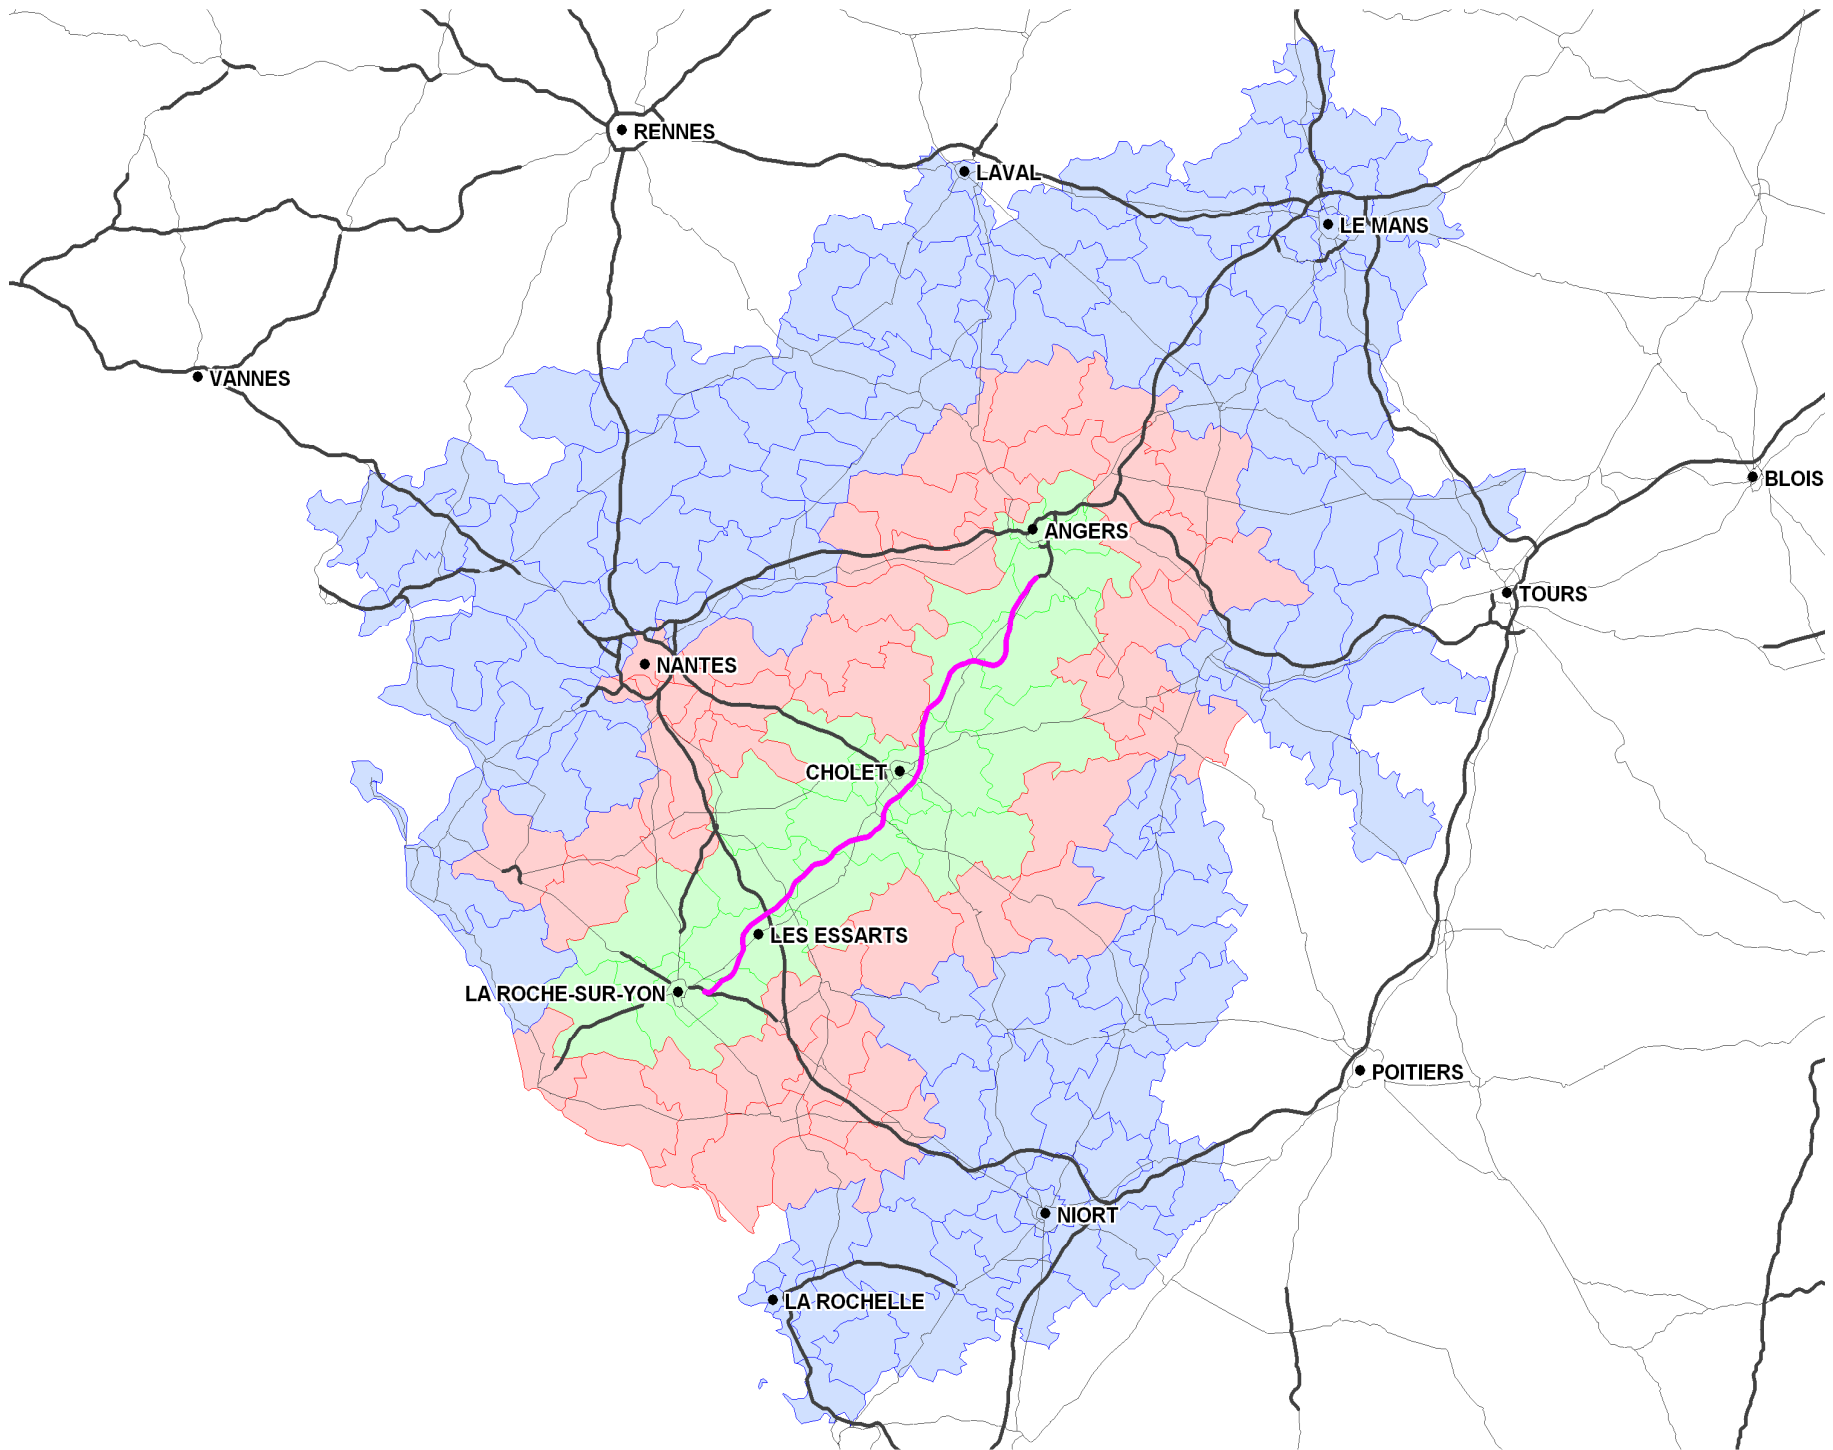 RENNES
LAVAL
LE MANS
VANNES
BLOIS
ANGERS
TOURS
NANTES
CHOLET
LES ESSARTS
LA ROCHE-SUR-YON
POITIERS
NIORT
LA ROCHELLE